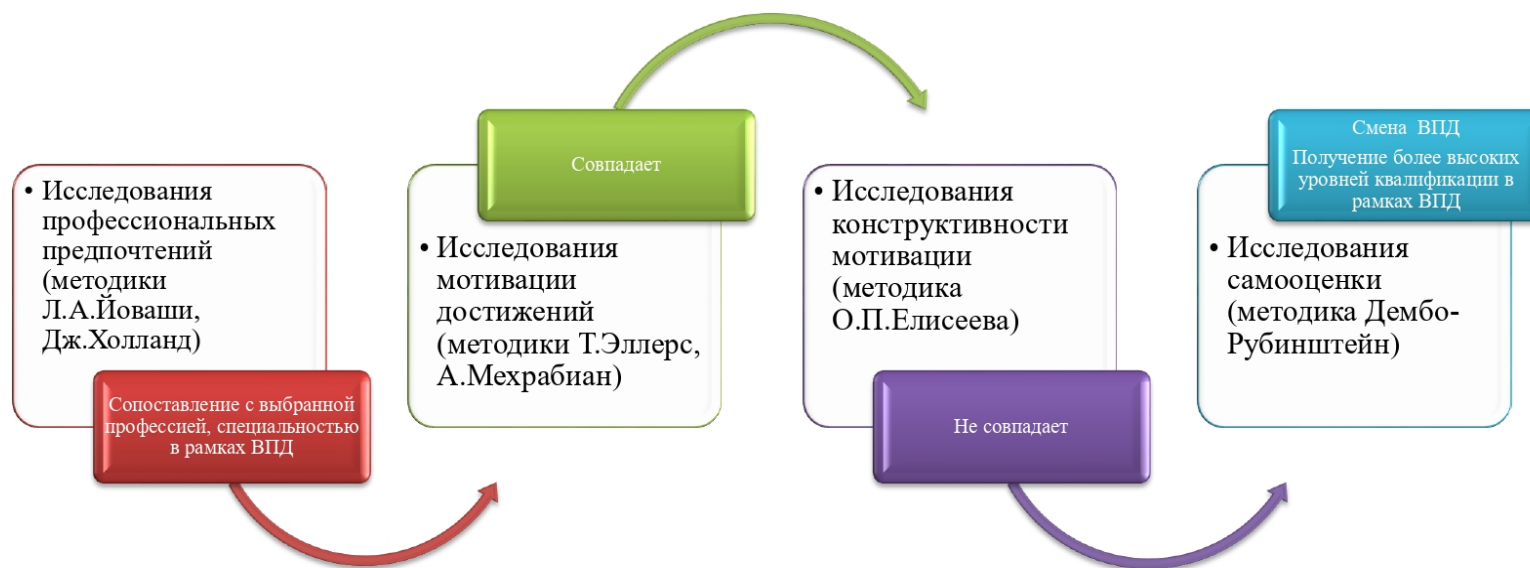 • Исследования
профессиональных
предпочтений
(методики
Л.А.Йоваши,
Дж.Холланд)
Сопоставление с выбранной
профессией, специальностью
в рамках ВПД
Совпадает
• Исследования
мотивации
достижений
(методики Т.Эллерс,
А.Мехрабиан)
• Исследования
конструктивности
мотивации
(методика
О.П.Елисеева)
Не совпадает
Смена ВПД
Получение более высоких
уровней квалификации в
рамках ВПД
• Исследования
самооценки
(методика Дембо-
Рубинштейн)